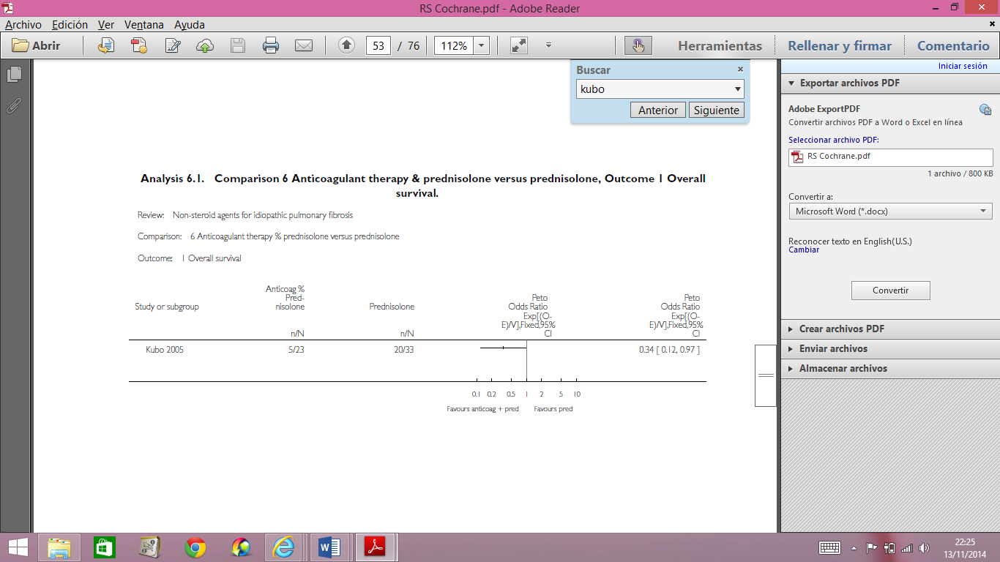 RS Cochrane.pdf - Adobe Reader
Archivo Edición Ver Ventana Ayuda
Abrir
53 / 76
112%
Herramientas
Rellenar y firmar
Comentario
Iniciar sesión
Buscar
kubo
Anterior Siguiente
Exportar archivos PDF
Adobe ExportPDF
Convertir archivos PDF a Word o Excel en línea
Seleccionar archivo PDF:
RS Cochrane.pdf
1 archivo / 800 KB
Convertir a:
Microsoft Word (*.docx)
Reconocer texto en English(U.S.)
Cambiar
Convertir
Crear archivos PDF
Enviar archivos
Almacenar archivos
Analysis 6.1. Comparison 6 Anticoagulant therapy & prednisolone versus prednisolone, Outcome 1 Overall
survival.
Review: Non-steroid agents for idiopathic pulmonary fibrosis
Comparison: 6 Anticoagulant therapy % prednisolone versus prednisolone
Outcome: 1 Overall survival
Study or subgroup
Anticoag %
Pred-
nisolone
Prednisolone
Peto
Odds Ratio
Peto
Odds Ratio
n/N
n/N
Exp[(O-
E)/V],Fixed,95%
CI
Exp[(O-
E)/V],Fixed,95%
CI
Kubo 2005 5/23 20/33 0.34 [ 0.12, 0.97 ]
0.1 0.2 0.5 1 2 5 10
Favours anticoag + pred Favours pred
22:25
13/11/2014